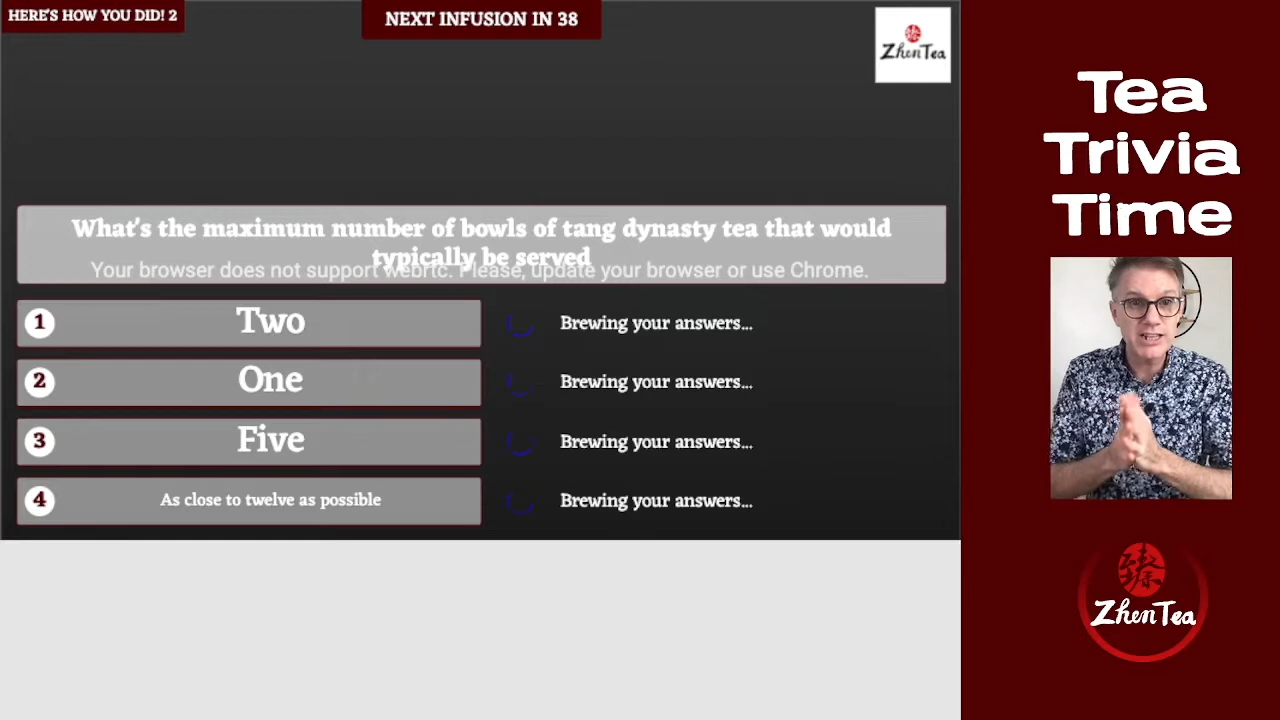 HERE'S HOW YOU DID! 2
NEXT INFUSION IN 38
ZhenTea
Tea
Trivia
Time
What's the maximum number of bowls of tang dynasty tea that would
typically be served
Your browser does not support webrtc. Please, update your browser or use Chrome.
1 Two Brewing your answers...
2 One Brewing your answers...
3 Five Brewing your answers...
4 As close to twelve as possible Brewing your answers...
臻
ZhenTea